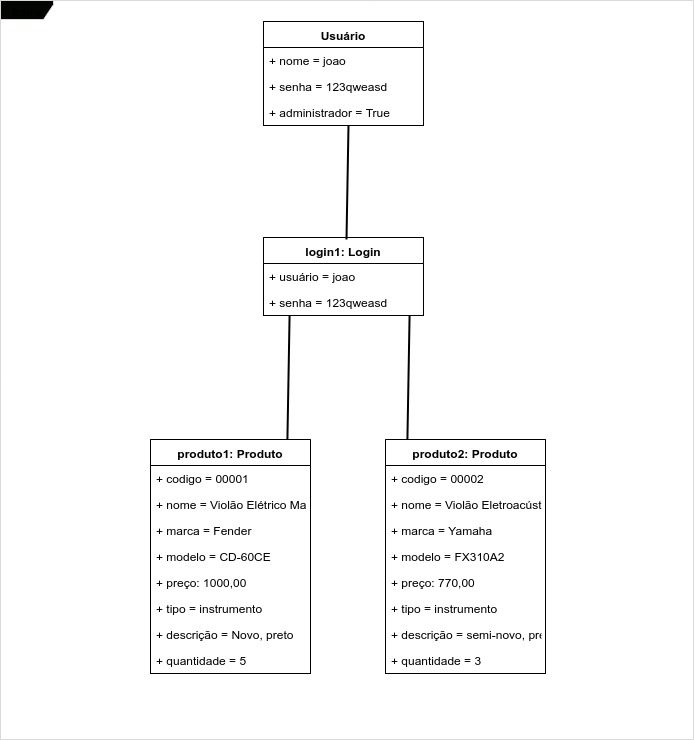 Usuário
+ nome = joao
+ senha = 123qweasd
+ administrador = True
login1: Login
+ usuário = joao
+ senha = 123qweasd
produto1: Produto
+ codigo = 00001
+ nome = Violão Elétrico Ma
+ marca = Fender
+ modelo = CD-60CE
+ preço: 1000,00
+ tipo = instrumento
+ descrição = Novo, preto
+ quantidade = 5
produto2: Produto
+ codigo = 00002
+ nome = Violão Eletroacúst
+ marca = Yamaha
+ modelo = FX310A2
+ preço: 770,00
+ tipo = instrumento
+ descrição = semi-novo, pre
+ quantidade = 3